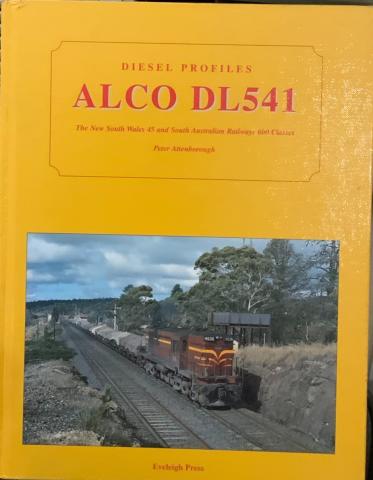 DIESEL PROFILES
ALCO DL541
The New South Wales 45 and South Australian Railways 600 Classes
Peter Attenborough
Eveleigh Press